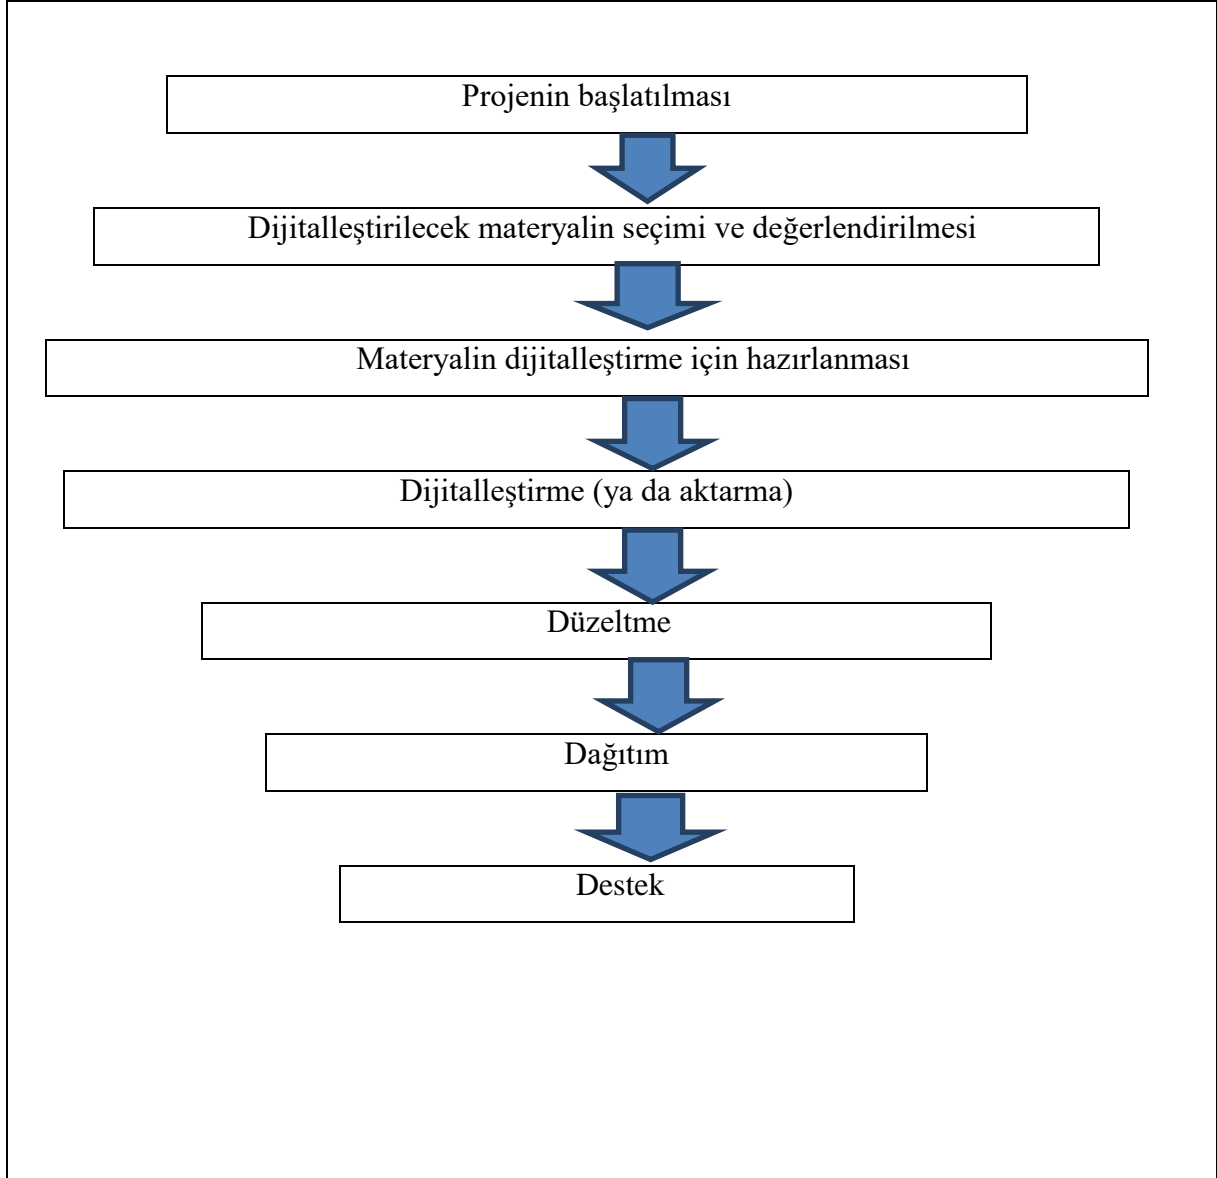 Projenin başlatılması
Dijitalleştirilecek materyalin seçimi ve değerlendirilmesi
Materyalin dijitalleştirme için hazırlanması
Dijitalleştirme (ya da aktarma)
Düzeltme
Dağıtım
Destek